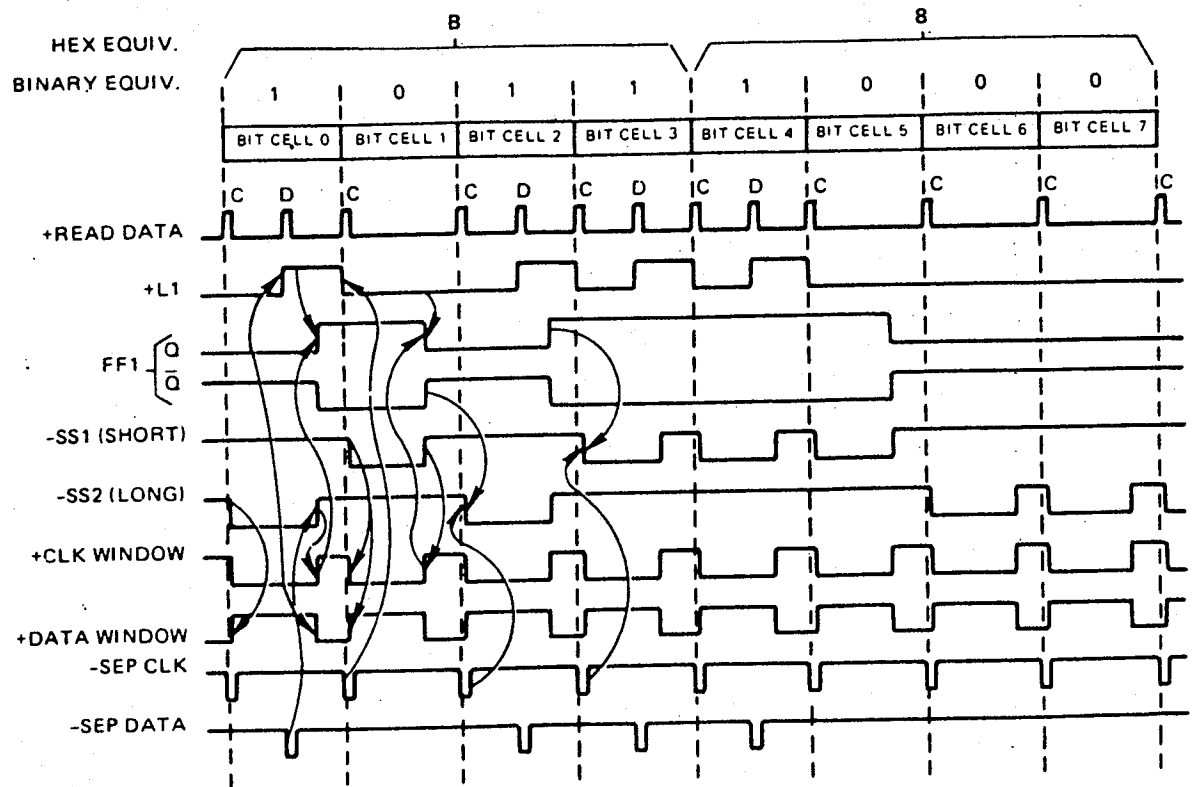 B 8
HEX EQUIV.
BINARY EQUIV. 1 0 1 1 1 0 0 0
BIT CELL 0 BIT CELL 1 BIT CELL 2 BIT CELL 3 BIT CELL 4 BIT CELL 5 BIT CELL 6 BIT CELL 7
C D C C D C D C D C C C C
+READ DATA
+L1
Q
FF1
Q̅
-SS1 (SHORT)
-SS2 (LONG)
+CLK WINDOW
+DATA WINDOW
-SEP CLK
-SEP DATA